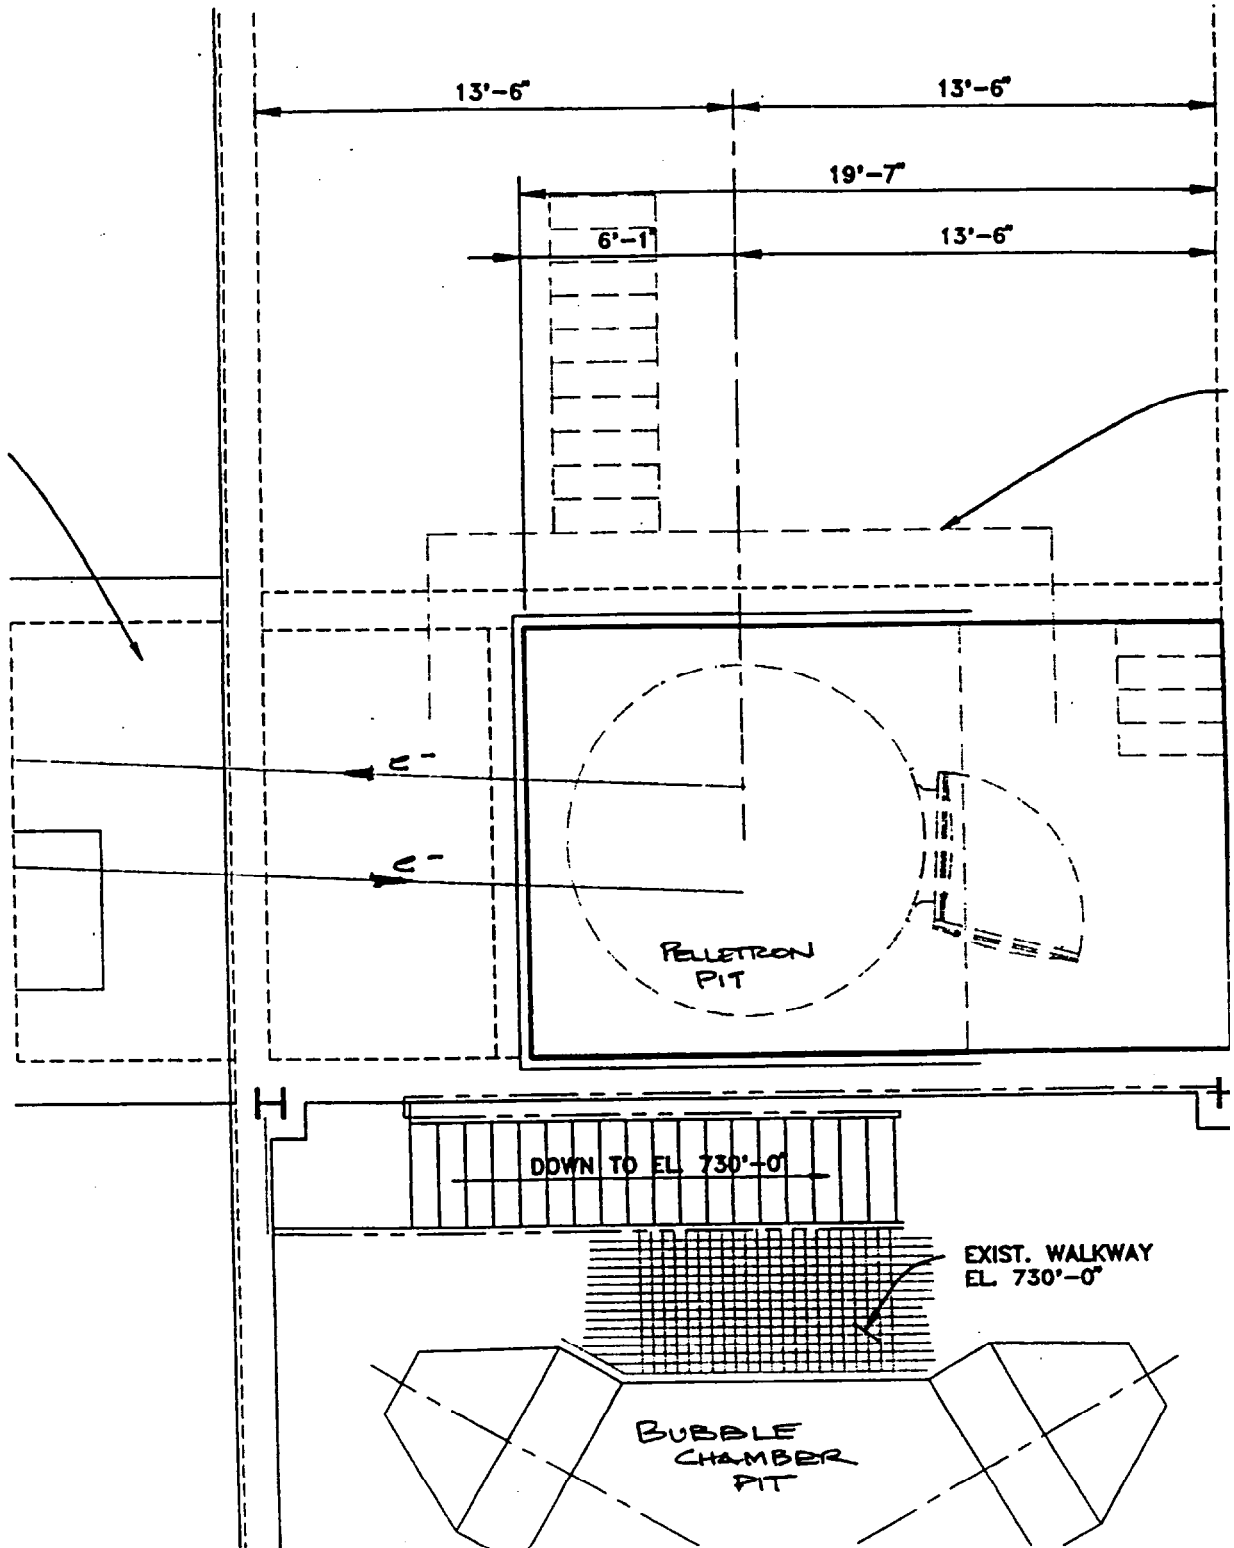 13'-6" 13'-6"
19'-7"
6'-1" 13'-6"
e-
e-
PELLETRON
PIT
DOWN TO EL. 730'-0"
EXIST. WALKWAY
EL. 730'-0"
BUBBLE
CHAMBER
PIT